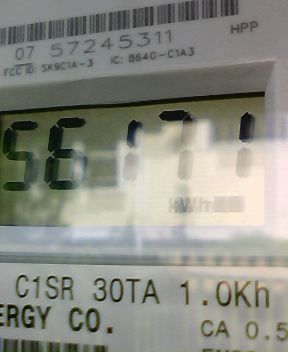 07 57245311
HPP
FCC ID: SK9C1A-3 IC: 864G-C1A3
56171
C1SR 30TA 1.0Kh
ERGY CO.
CA 0.5